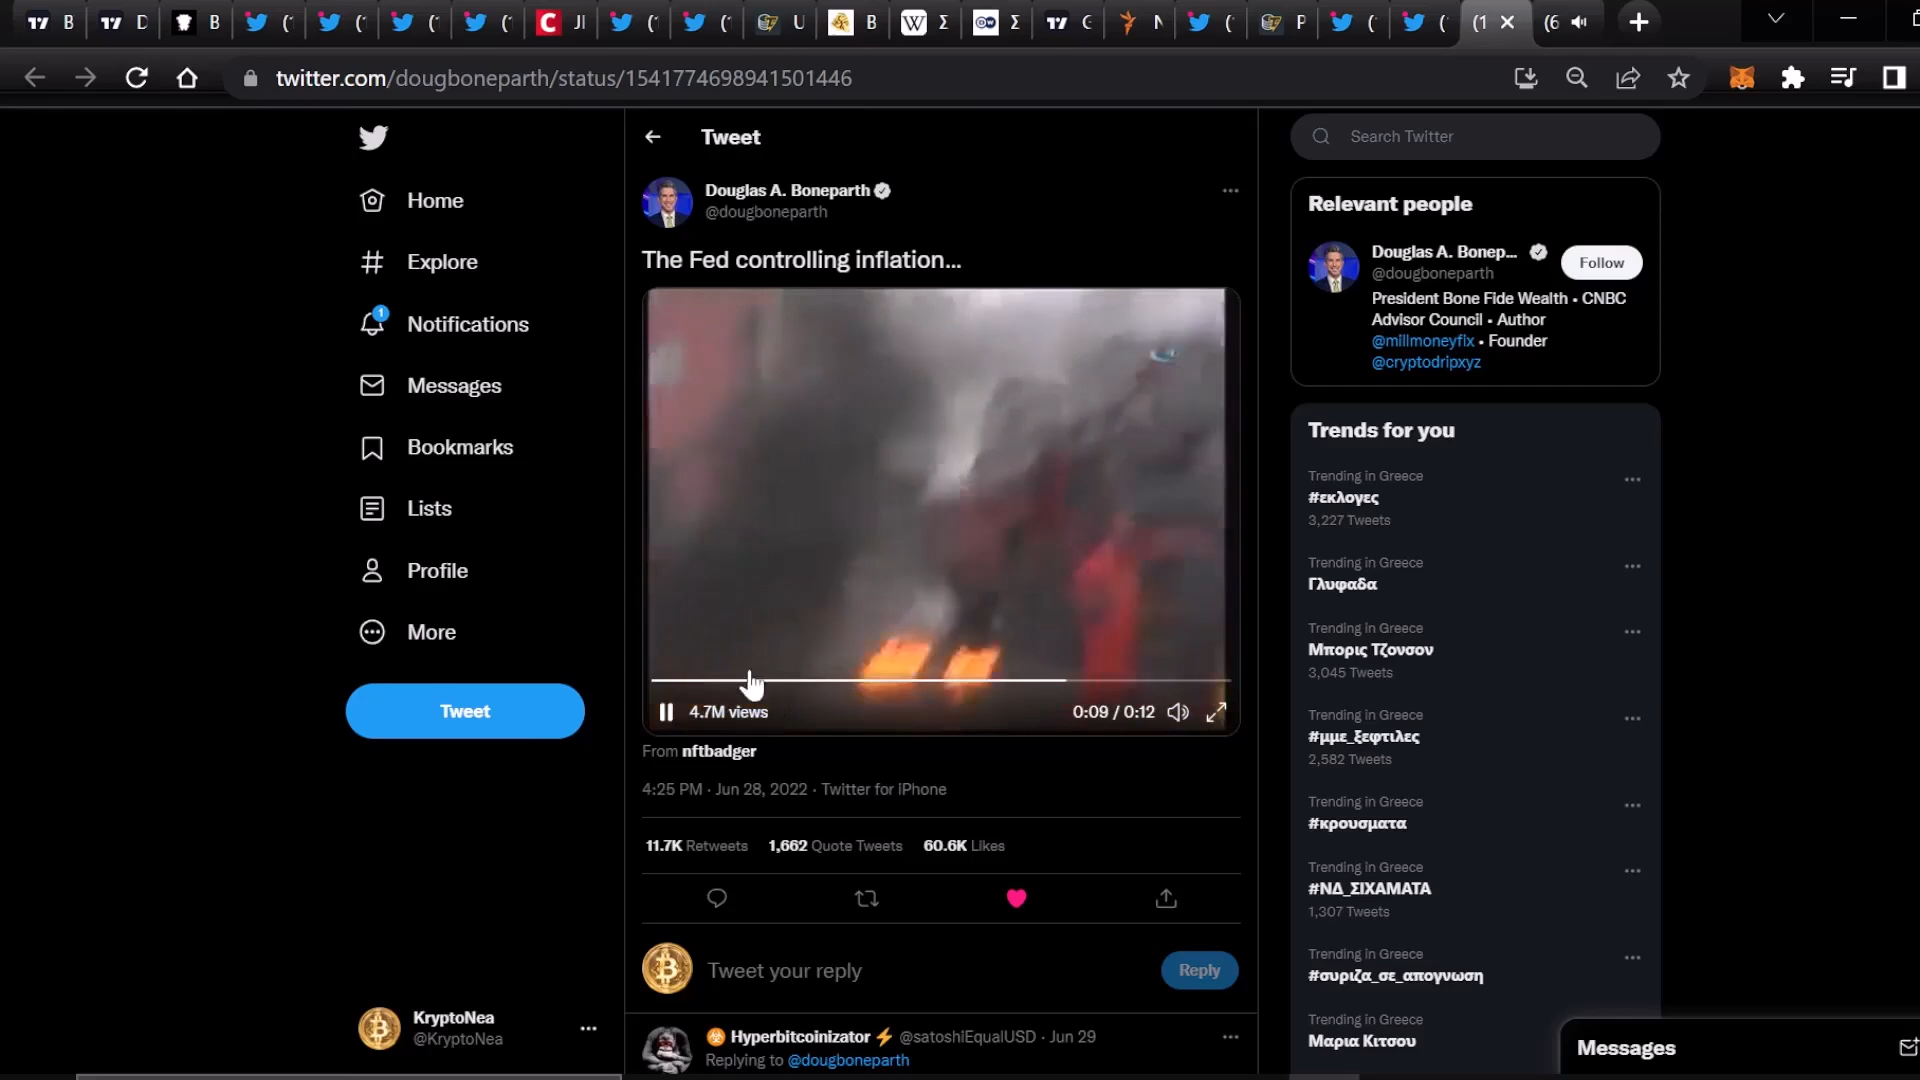 B
D
B
(
(
(
(
JI
(
(
U
B
Σ
Σ
C
N
(
P
(
(
(1
(6
twitter.com/dougboneparth/status/1541774698941501446
Tweet
Search Twitter
Home
Explore
1
Notifications
Messages
Bookmarks
Lists
Profile
More
Tweet
KryptoNea
@KryptoNea
Douglas A. Boneparth
@dougboneparth
The Fed controlling inflation...
4.7M views
0:09 / 0:12
From nftbadger
4:25 PM · Jun 28, 2022 · Twitter for iPhone
11.7K Retweets 1,662 Quote Tweets 60.6K Likes
Tweet your reply
Reply
Hyperbitcoinizator⚡ @satoshiEqualUSD · Jun 29
Replying to @dougboneparth
Relevant people
Douglas A. Bonep...
@dougboneparth
Follow
President Bone Fide Wealth • CNBC
Advisor Council • Author
@millmoneyflx • Founder
@cryptodripxyz
Trends for you
Trending in Greece
#εκλογες
3,227 Tweets
Trending in Greece
Γλυφαδα
Trending in Greece
Μπορις Τζονσον
3,045 Tweets
Trending in Greece
#μμε_ξεφτιλες
2,582 Tweets
Trending in Greece
#κρουσματα
Trending in Greece
#ΝΔ_ΣΙΧΑΜΑΤΑ
1,307 Tweets
Trending in Greece
#συριζα_σε_απογνωση
Trending in Greece
Μαρια Κιτσου
Messages